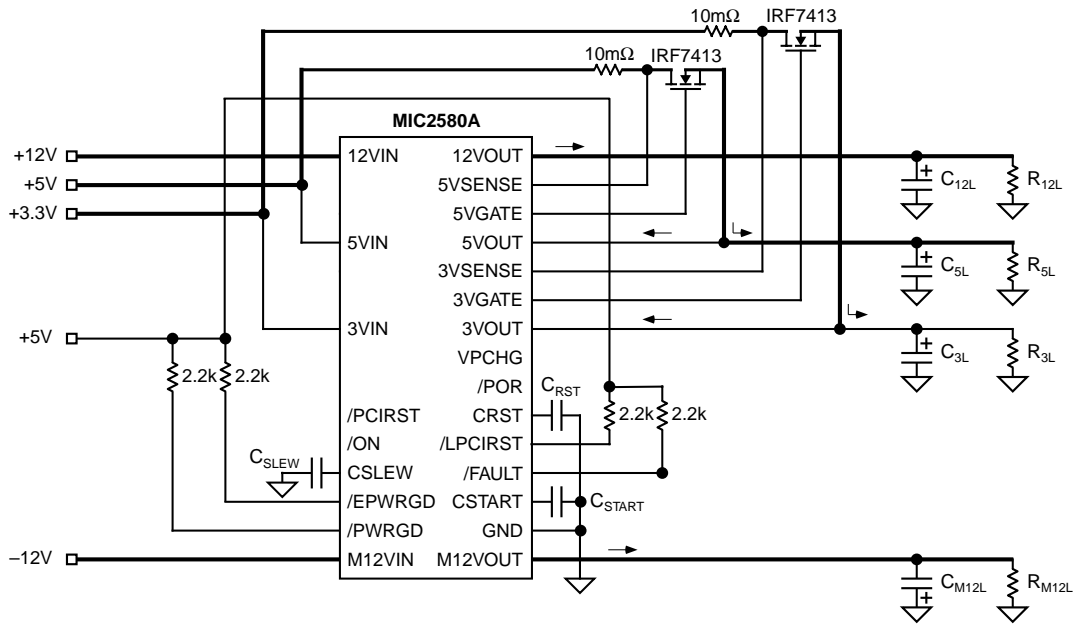 10mΩ
IRF7413
10mΩ
IRF7413
MIC2580A
+12V
12VIN
12VOUT
C12L
R12L
+5V
5VSENSE
+3.3V
5VGATE
5VIN
5VOUT
C5L
R5L
3VSENSE
3VGATE
+5V
3VIN
3VOUT
C3L
R3L
VPCHG
2.2k
2.2k
/POR
CRST
/PCIRST
CRST
2.2k
2.2k
/ON
/LPCIRST
CSLEW
CSLEW
/FAULT
/EPWRGD
CSTART
CSTART
/PWRGD
GND
–12V
M12VIN
M12VOUT
CM12L
RM12L